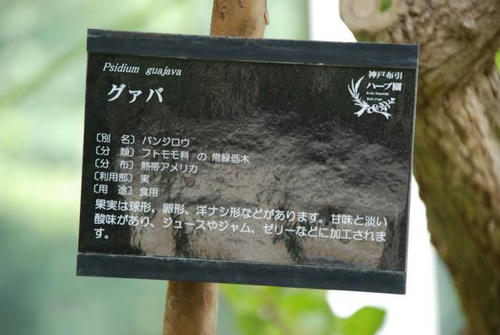 Psidium guajava
グァバ
神戸布引
ハーブ園
〔別 名〕バンジロウ
〔分 類〕フトモモ科 の 常緑低木
〔分 布〕熱帯アメリカ
〔利用部〕実
〔用 途〕食用
果実は球形，卵形，洋ナシ形などがあります。甘味と淡い
酸味があり、ジュースやジャム、ゼリーなどに加工されま
す。